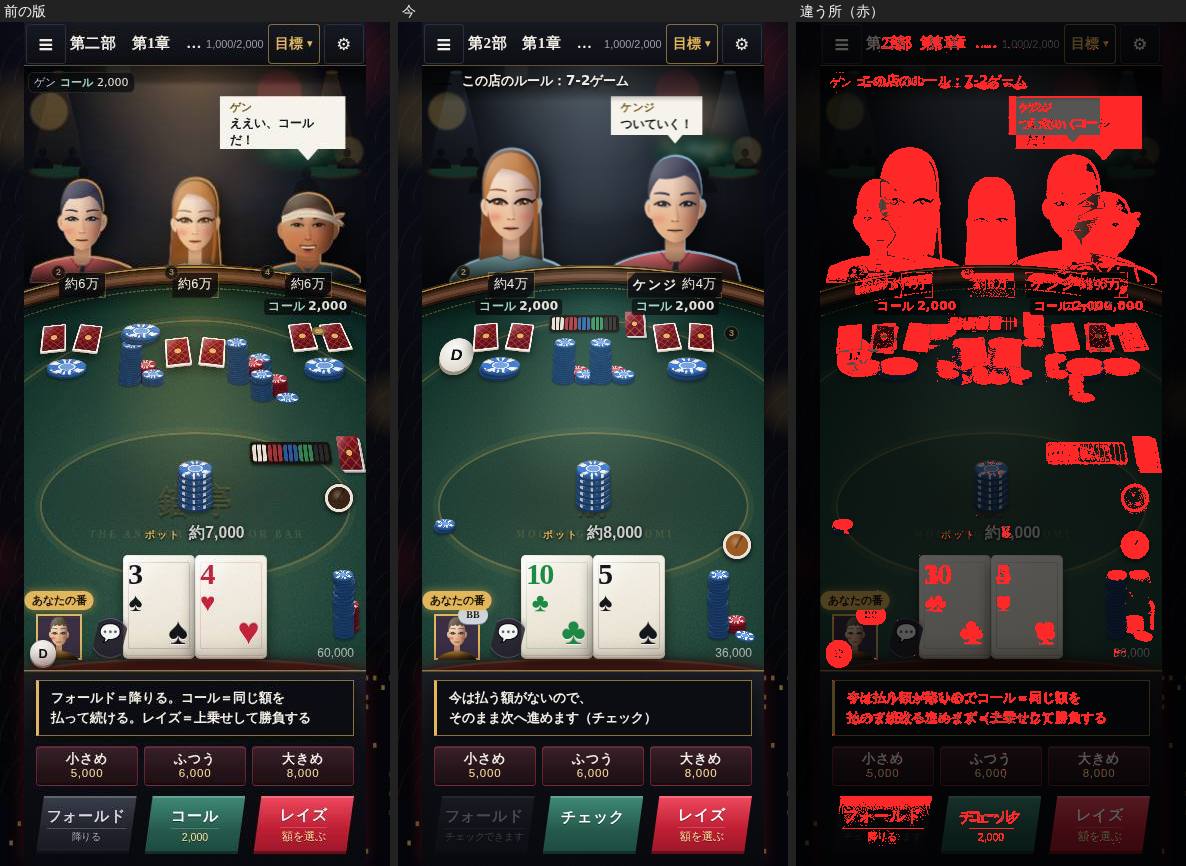 前の版
☰ 第二部 第1章 … 1,000/2,000 目標▼
ゲン コール 2,000
ゲン
ええい、コール
だ！
2 3 4
約6万 約6万 約6万
コール 2,000
ポット 約7,000
3 4
あなたの番
D
60,000
フォールド＝降りる。コール＝同じ額を
払って続ける。レイズ＝上乗せして勝負する
小さめ ふつう 大きめ
5,000 6,000 8,000
フォールド コール レイズ
降りる 2,000 額を選ぶ
今
☰ 第2部 第1章 … 1,000/2,000 目標▼
この店のルール：7-2ゲーム
ケンジ
ついていく！
2
約4万 ケンジ 約4万
コール 2,000 コール 2,000
3
D
ポット 約8,000
10 5
あなたの番
BB
36,000
今は払う額がないので、
そのまま次へ進めます（チェック）
小さめ ふつう 大きめ
5,000 6,000 8,000
フォールド チェック レイズ
チェックできます 額を選ぶ
違う所（赤）
目標▼
あなたの番
小さめ ふつう 大きめ
5,000 6,000 8,000
レイズ
額を選ぶ